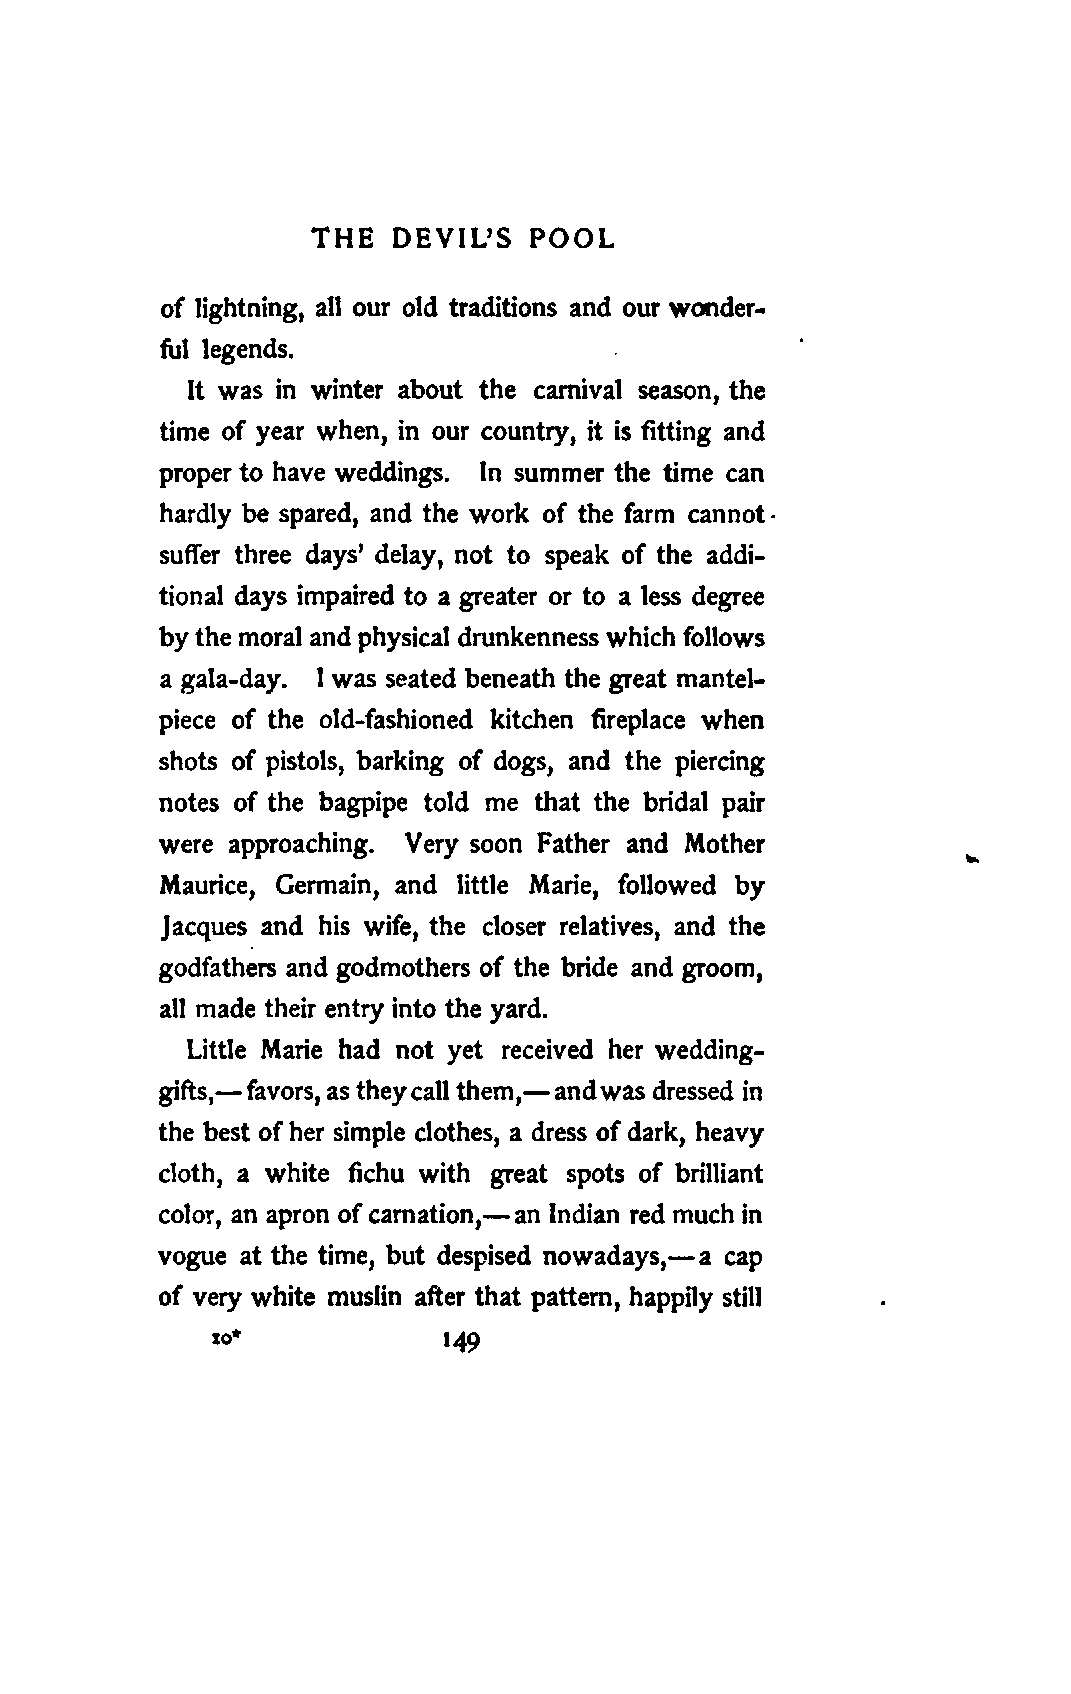 THE DEVIL'S POOL
of lightning, all our old traditions and our wonder-
ful legends.
It was in winter about the carnival season, the
time of year when, in our country, it is fitting and
proper to have weddings. In summer the time can
hardly be spared, and the work of the farm cannot
suffer three days' delay, not to speak of the addi-
tional days impaired to a greater or to a less degree
by the moral and physical drunkenness which follows
a gala-day. I was seated beneath the great mantel-
piece of the old-fashioned kitchen fireplace when
shots of pistols, barking of dogs, and the piercing
notes of the bagpipe told me that the bridal pair
were approaching. Very soon Father and Mother
Maurice, Germain, and little Marie, followed by
Jacques and his wife, the closer relatives, and the
godfathers and godmothers of the bride and groom,
all made their entry into the yard.
Little Marie had not yet received her wedding-
gifts,—favors, as they call them,—and was dressed in
the best of her simple clothes, a dress of dark, heavy
cloth, a white fichu with great spots of brilliant
color, an apron of carnation,—an Indian red much in
vogue at the time, but despised nowadays,—a cap
of very white muslin after that pattern, happily still
10* 149